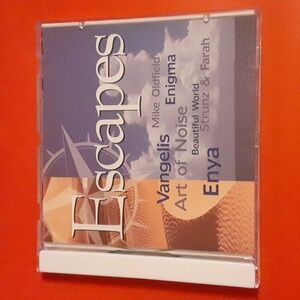 Escapes
Mike Oldfield
Vangelis Enigma
Art of Noise
Beautiful World
Strunz & Farah
Enya